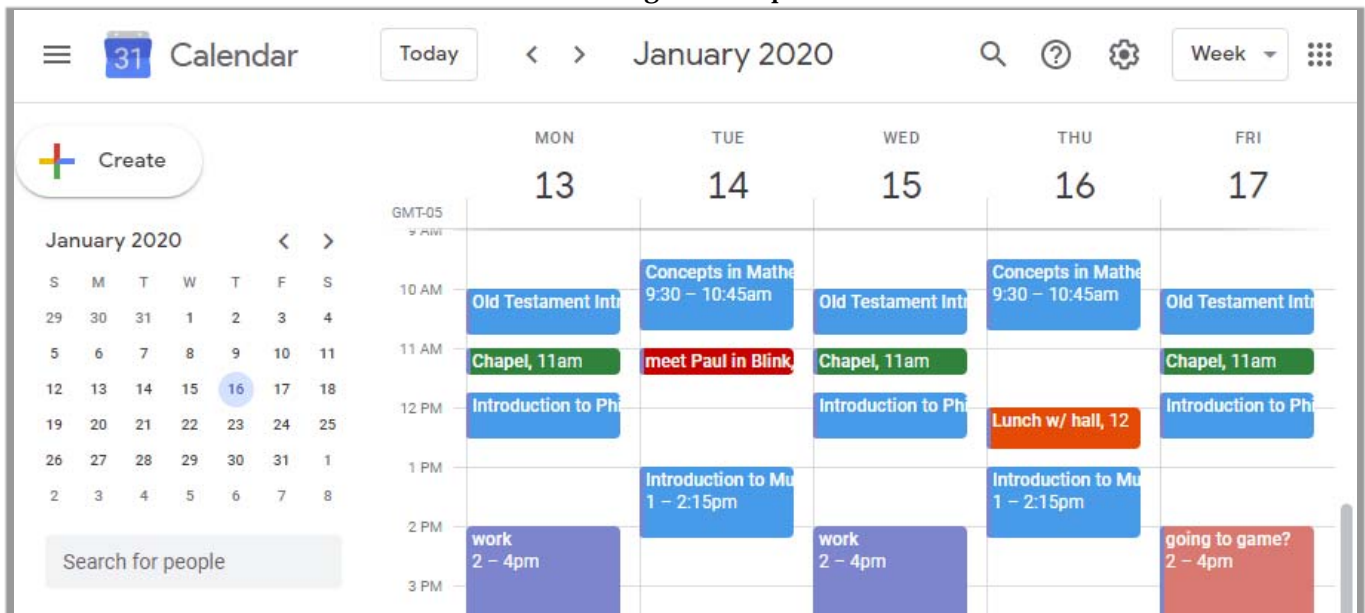 31 Calendar Today January 2020 Week
Create
MON TUE WED THU FRI
13 14 15 16 17
GMT-05
January 2020
S M T W T F S
29 30 31 1 2 3 4
5 6 7 8 9 10 11
12 13 14 15 16 17 18
19 20 21 22 23 24 25
26 27 28 29 30 31 1
2 3 4 5 6 7 8
Search for people
9 AM
10 AM
11 AM
12 PM
1 PM
2 PM
3 PM
Old Testament Intr
Chapel, 11am
Introduction to Phi
work
2 – 4pm
Concepts in Mathe
9:30 – 10:45am
meet Paul in Blink,
Introduction to Mu
1 – 2:15pm
Old Testament Intr
Chapel, 11am
Introduction to Phi
work
2 – 4pm
Concepts in Mathe
9:30 – 10:45am
Lunch w/ hall, 12
Introduction to Mu
1 – 2:15pm
Old Testament Intr
Chapel, 11am
Introduction to Phi
going to game?
2 – 4pm